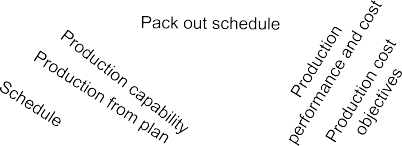 Pack out schedule
Production capability
Production from plan
Schedule
Production
performance and cost
Production cost
objectives